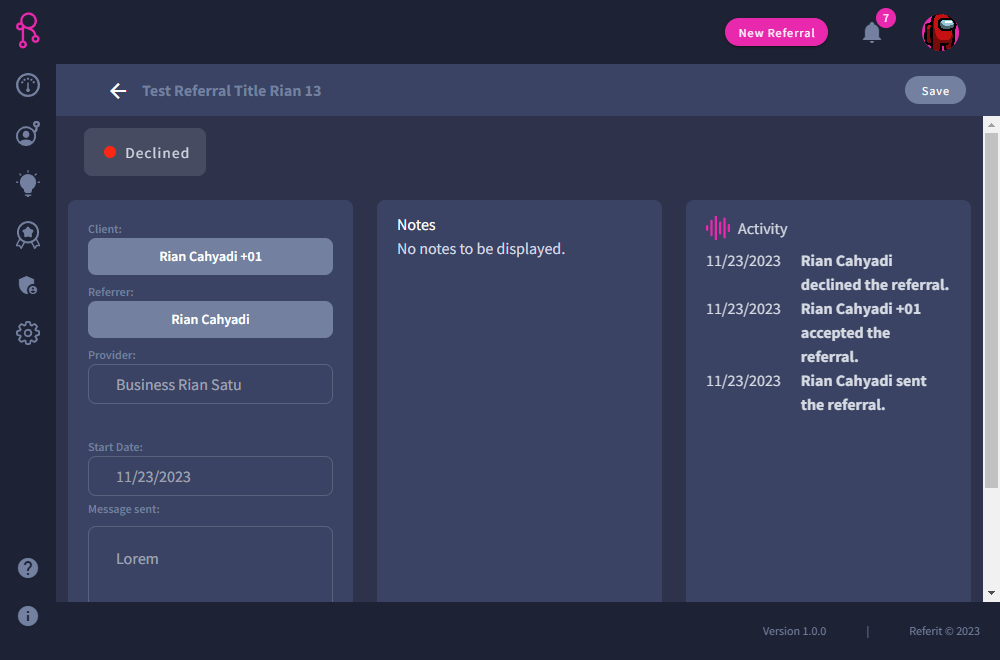 New Referral
7
Test Referral Title Rian 13
Save
Declined
Client:
Rian Cahyadi +01
Referrer:
Rian Cahyadi
Provider:
Business Rian Satu
Start Date:
11/23/2023
Message sent:
Lorem
Notes
No notes to be displayed.
Activity
11/23/2023 Rian Cahyadi
declined the referral.
11/23/2023 Rian Cahyadi +01
accepted the
referral.
11/23/2023 Rian Cahyadi sent
the referral.
Version 1.0.0 | Referit © 2023